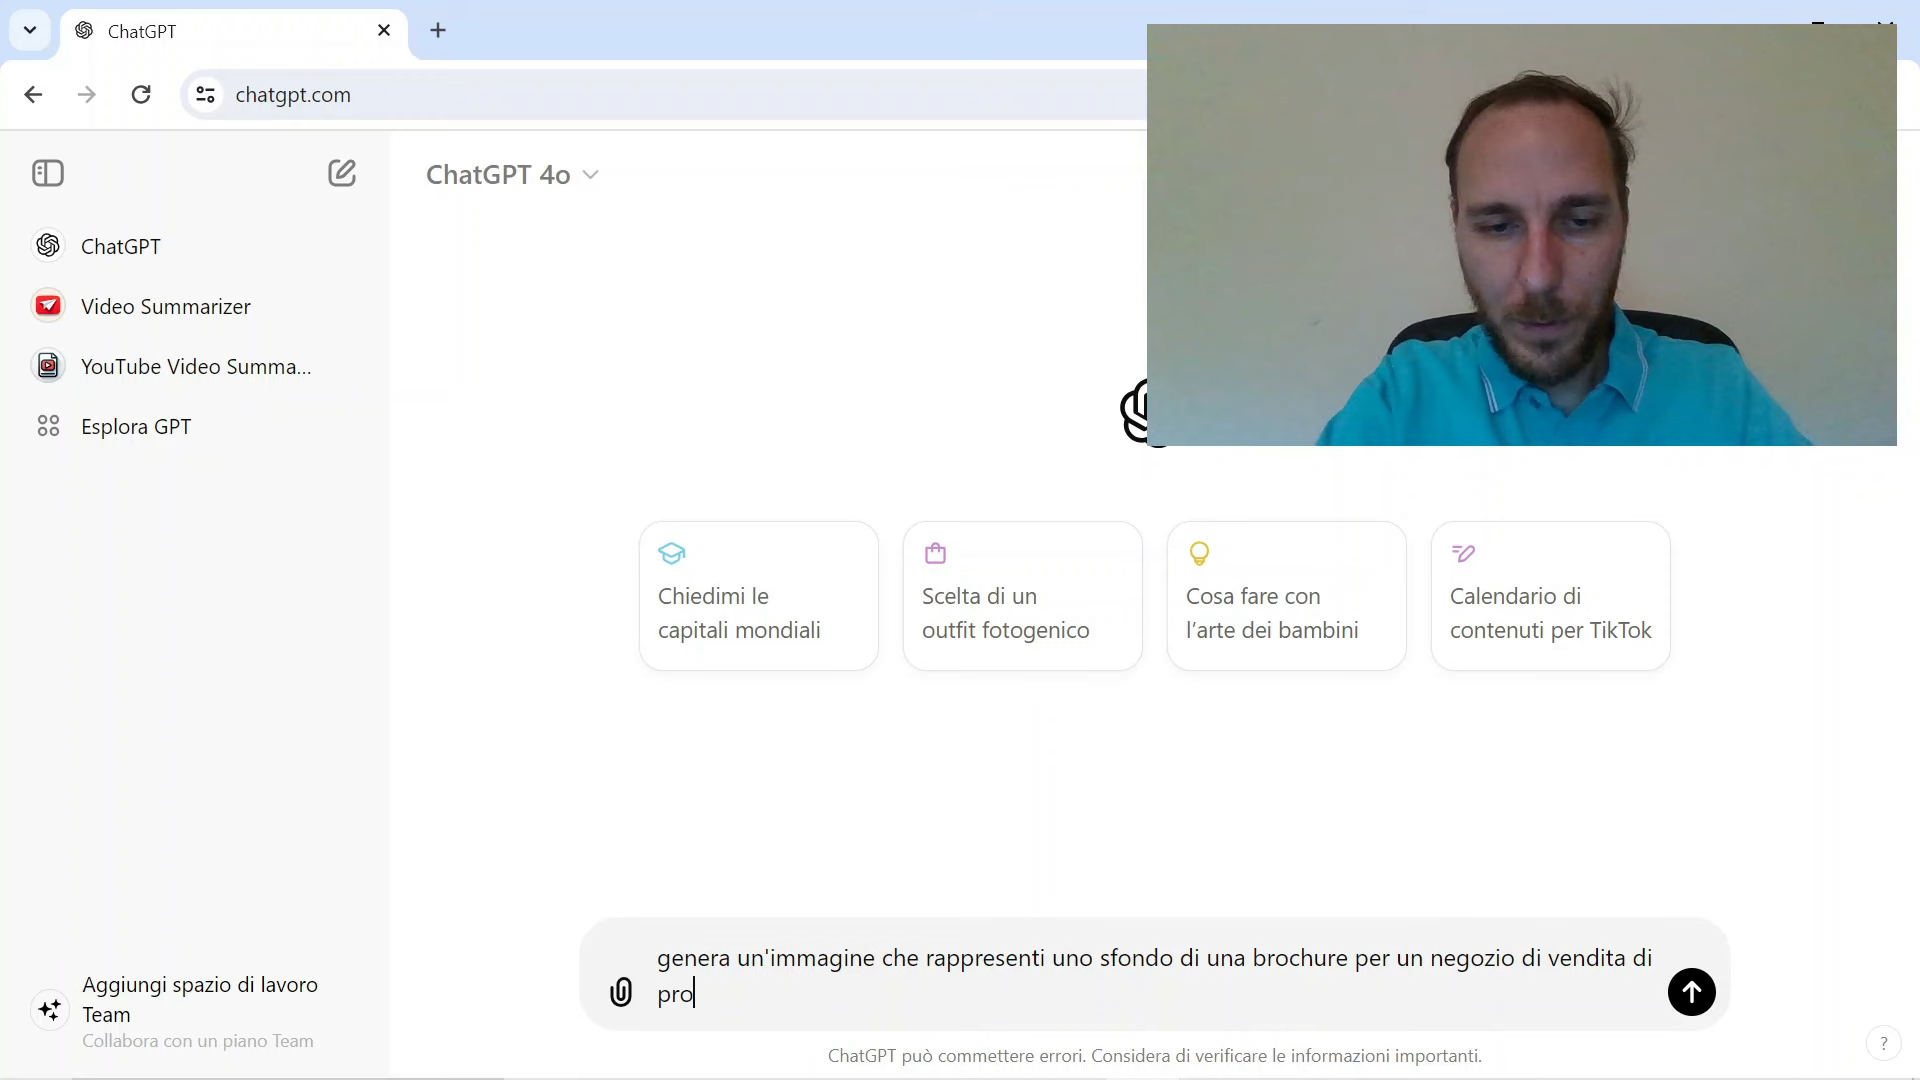 ChatGPT
chatgpt.com
ChatGPT 4o
ChatGPT
Video Summarizer
YouTube Video Summa...
Esplora GPT
Chiedimi le
capitali mondiali
Scelta di un
outfit fotogenico
Cosa fare con
l’arte dei bambini
Calendario di
contenuti per TikTok
genera un'immagine che rappresenti uno sfondo di una brochure per un negozio di vendita di
pro
Aggiungi spazio di lavoro
Team
Collabora con un piano Team
ChatGPT può commettere errori. Considera di verificare le informazioni importanti.
?